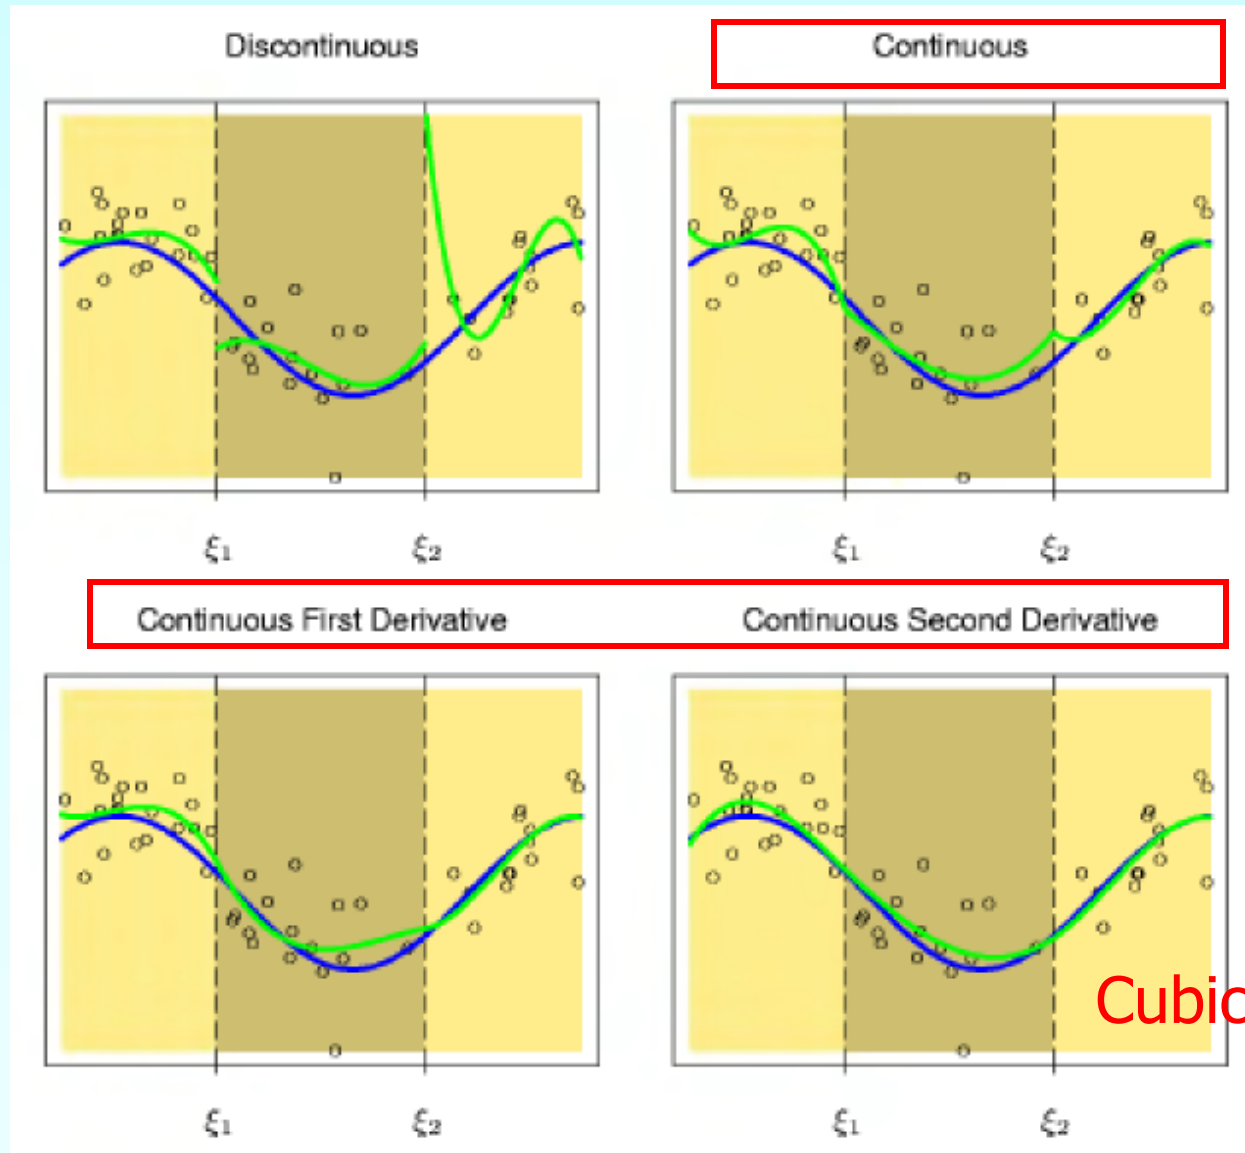 Discontinuous
Continuous
ξ1 ξ2
ξ1 ξ2
Continuous First Derivative
Continuous Second Derivative
Cubic
ξ1 ξ2
ξ1 ξ2